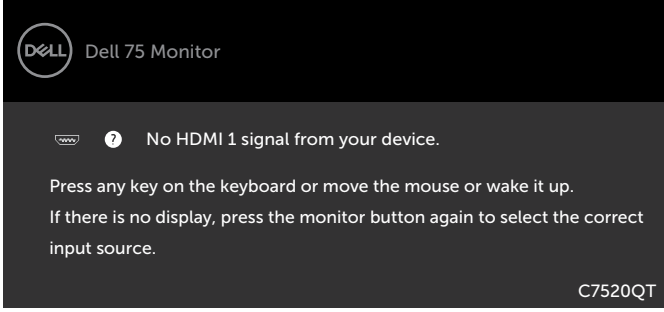 DELL
Dell 75 Monitor
? No HDMI 1 signal from your device.
Press any key on the keyboard or move the mouse or wake it up.
If there is no display, press the monitor button again to select the correct
input source.
C7520QT